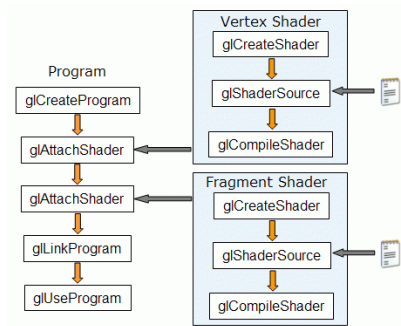 Vertex Shader
glCreateShader
glShaderSource
glCompileShader
Program
glCreateProgram
glAttachShader
glAttachShader
glLinkProgram
glUseProgram
Fragment Shader
glCreateShader
glShaderSource
glCompileShader